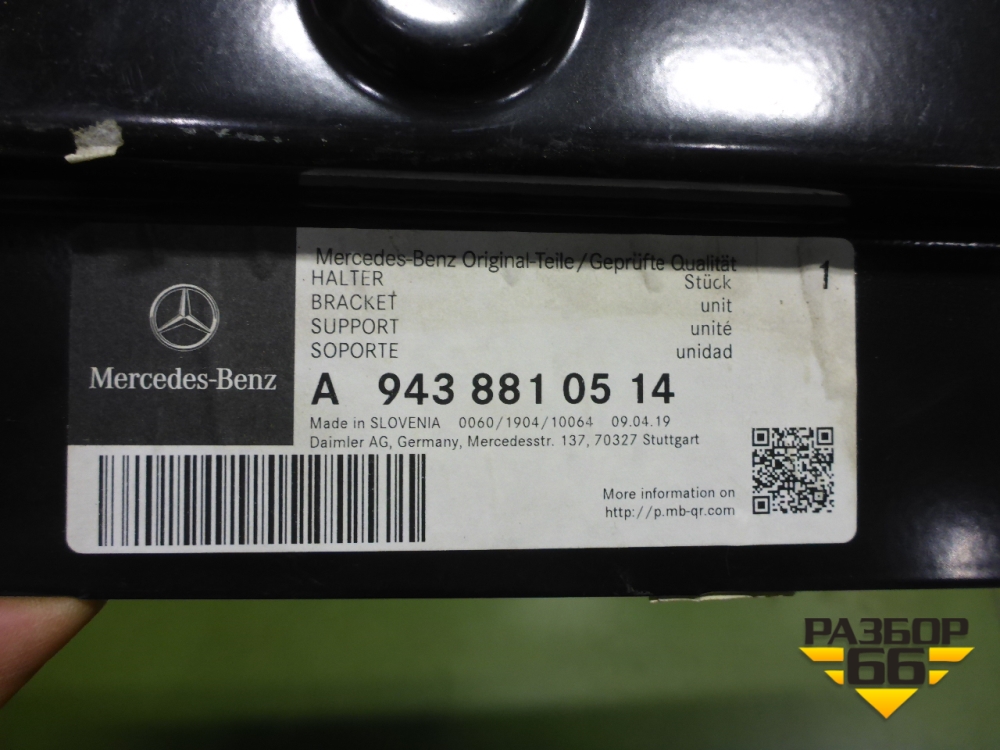 Mercedes-Benz Original-Teile/Geprüfte Qualität
HALTER Stück 1
BRACKET unit
SUPPORT unité
SOPORTE unidad
Mercedes-Benz
A 943 881 05 14
Made in SLOVENIA 0060/1904/10064 09.04.19
Daimler AG, Germany, Mercedesstr. 137, 70327 Stuttgart
More information on
http://p.mb-qr.com
РАЗБОР
66